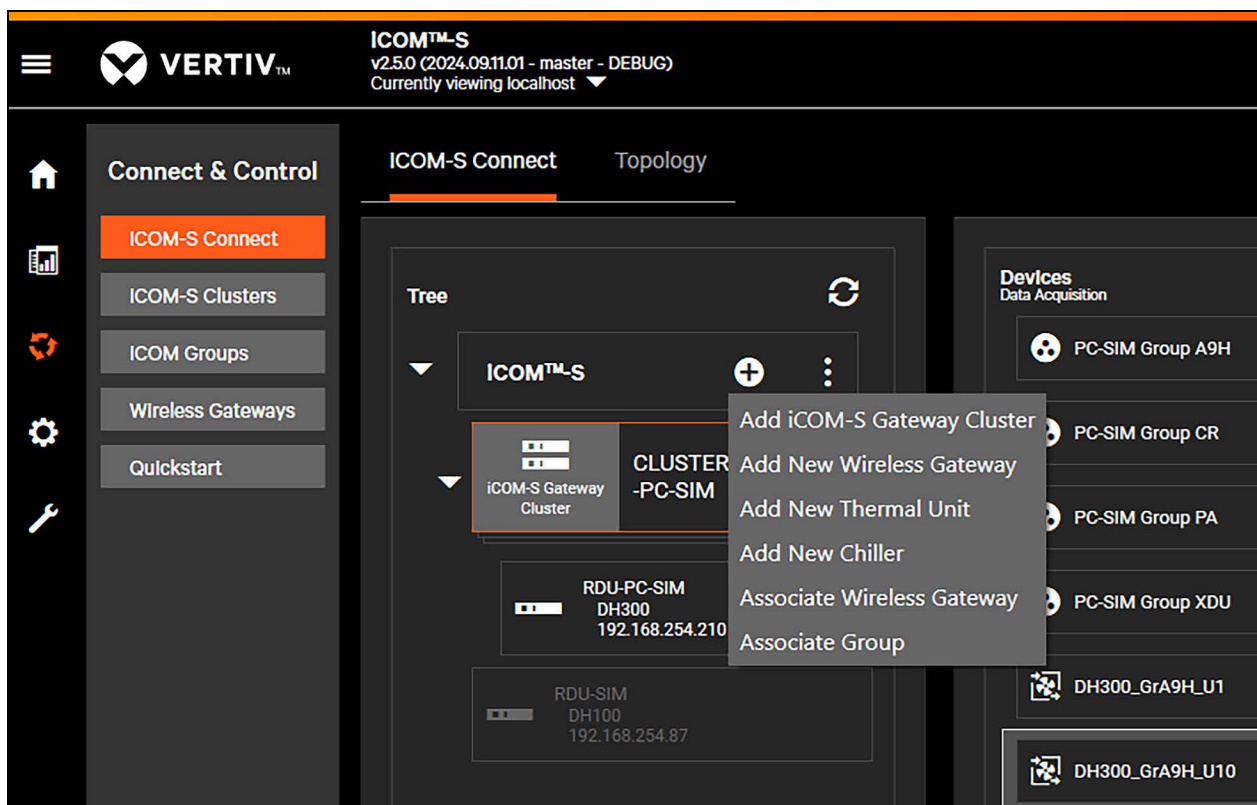 VERTIV™
iCOM™-S
v2.5.0 (2024.09.11.01 - master - DEBUG)
Currently viewing localhost
Connect & Control
iCOM-S Connect
iCOM-S Clusters
iCOM Groups
Wireless Gateways
Quickstart
iCOM-S Connect
Topology
Tree
iCOM™-S
Add iCOM-S Gateway Cluster
Add New Wireless Gateway
Add New Thermal Unit
Add New Chiller
Associate Wireless Gateway
Associate Group
iCOM-S Gateway
Cluster
CLUSTER
-PC-SIM
RDU-PC-SIM
DH300
192.168.254.210
RDU-SIM
DH100
192.168.254.87
Devices
Data Acquisition
PC-SIM Group A9H
PC-SIM Group CR
PC-SIM Group PA
PC-SIM Group XDU
DH300_GrA9H_U1
DH300_GrA9H_U10